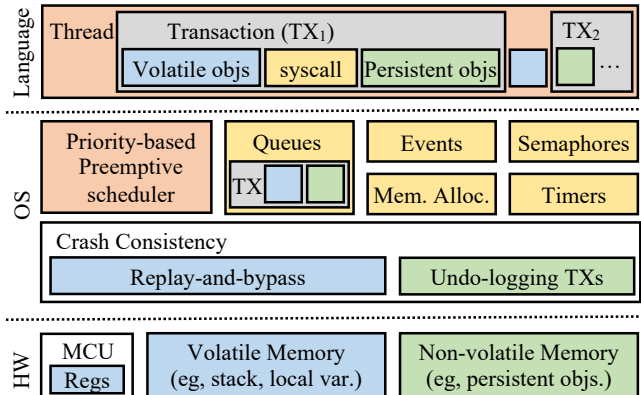 Language
Thread
Transaction (TX1)
TX2
Volatile objs
syscall
Persistent objs
...
OS
Priority-based
Preemptive
scheduler
Queues
TX
Events
Semaphores
Mem. Alloc.
Timers
Crash Consistency
Replay-and-bypass
Undo-logging TXs
HW
MCU
Regs
Volatile Memory
(eg, stack, local var.)
Non-volatile Memory
(eg, persistent objs.)